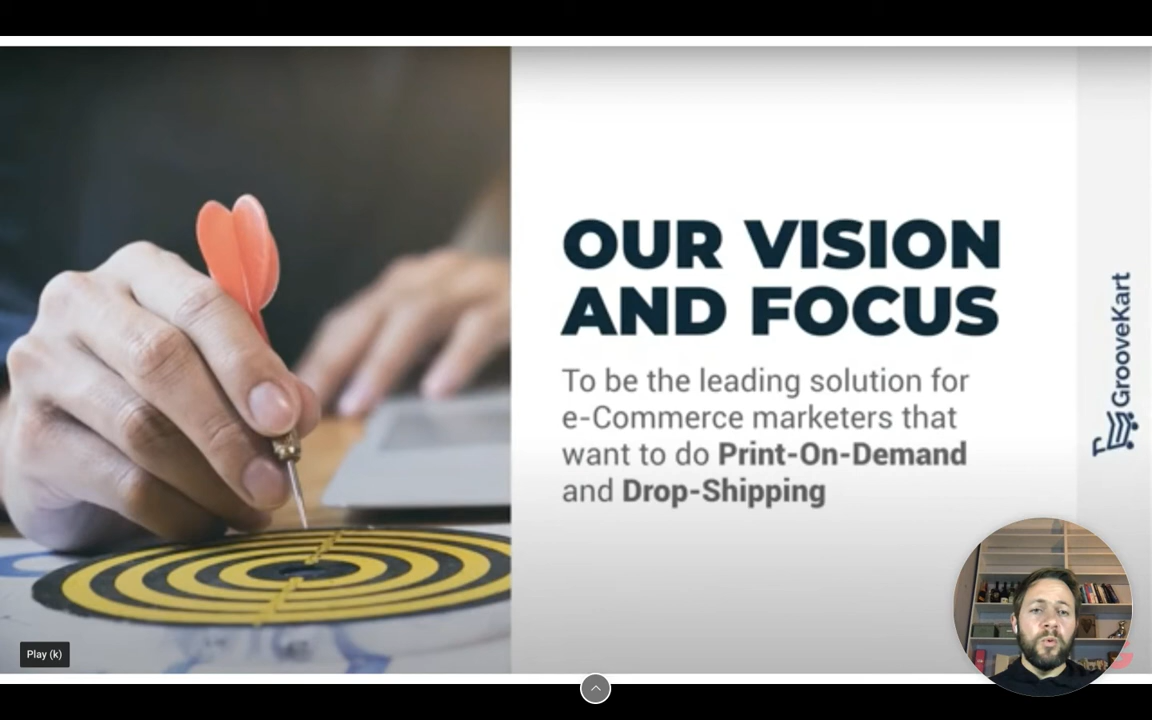 OUR VISION
AND FOCUS
To be the leading solution for
e-Commerce marketers that
want to do Print-On-Demand
and Drop-Shipping
GrooveKart
Play (k)